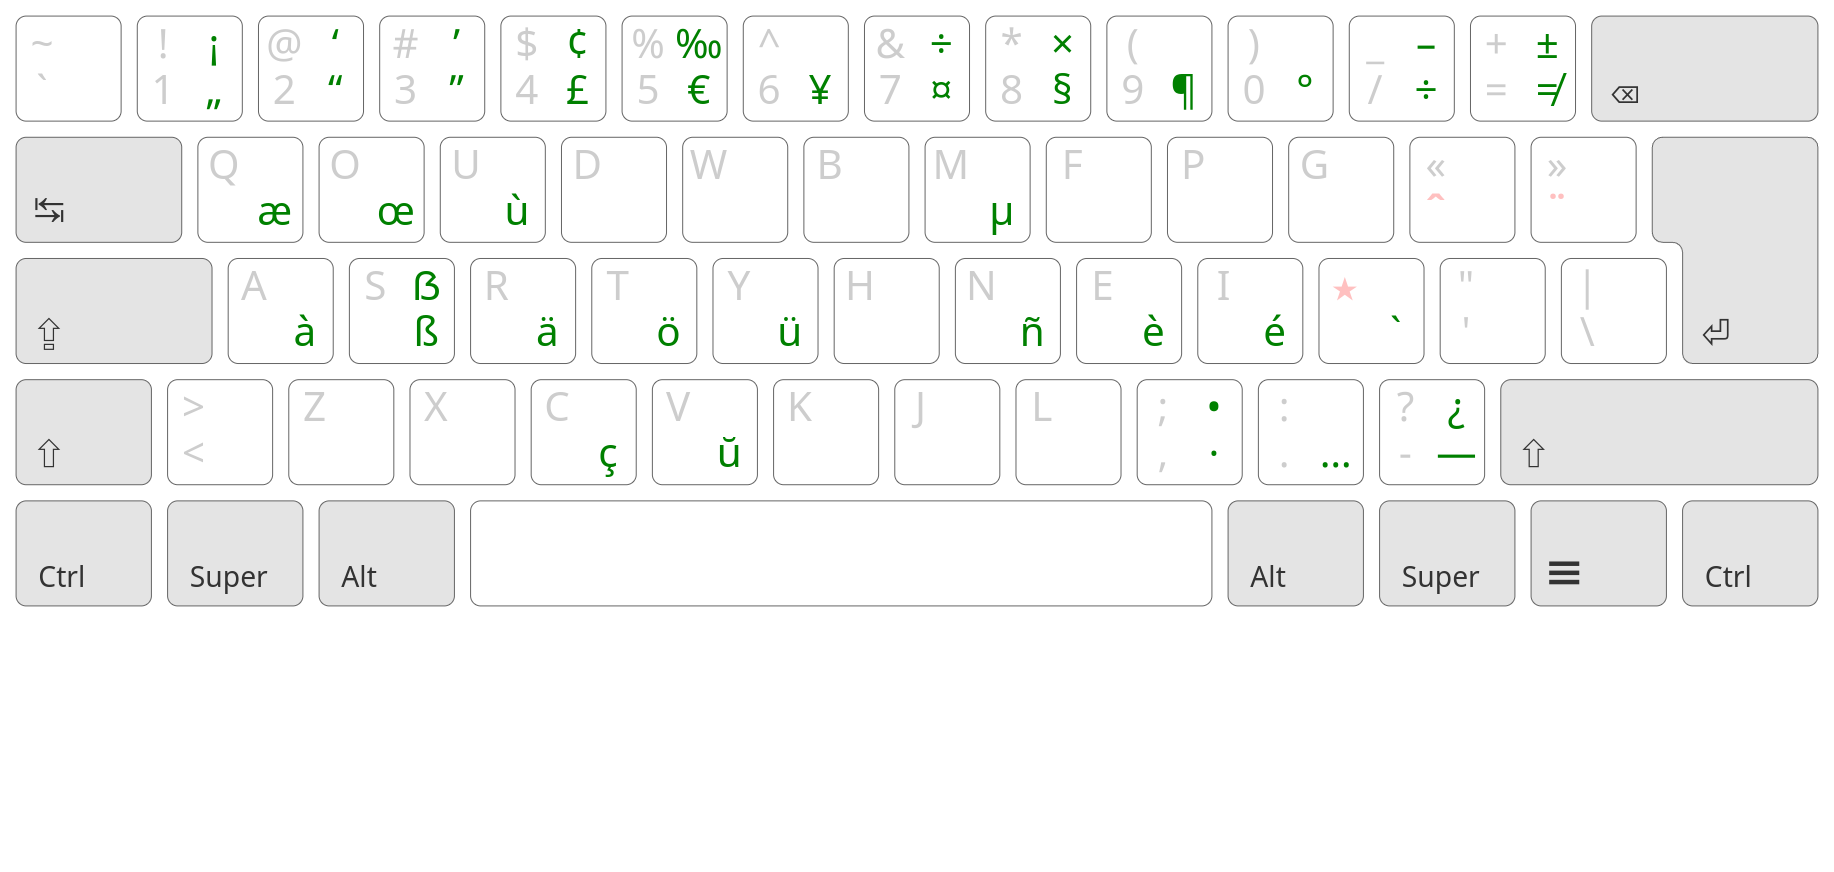 ~ ! ¡ @ ‘ # ’ $ ¢ % ‰ ^ & ÷ * × ( ) _ – + ±
` 1 „ 2 “ 3 ” 4 £ 5 € 6 ¥ 7 ¤ 8 § 9 ¶ 0 ° / ÷ = ≠ ⌫
Q O U D W B M F P G « »
↹ æ œ ù µ ˆ ¨
A S ẞ R T Y H N E I ★ " |
⇪ à ß ä ö ü ñ è é ` ' \ ⏎
> Z X C V K J L ; • : ? ¿
⇧ < ç ŭ , · . … - — ⇧
Ctrl Super Alt Alt Super ☰ Ctrl